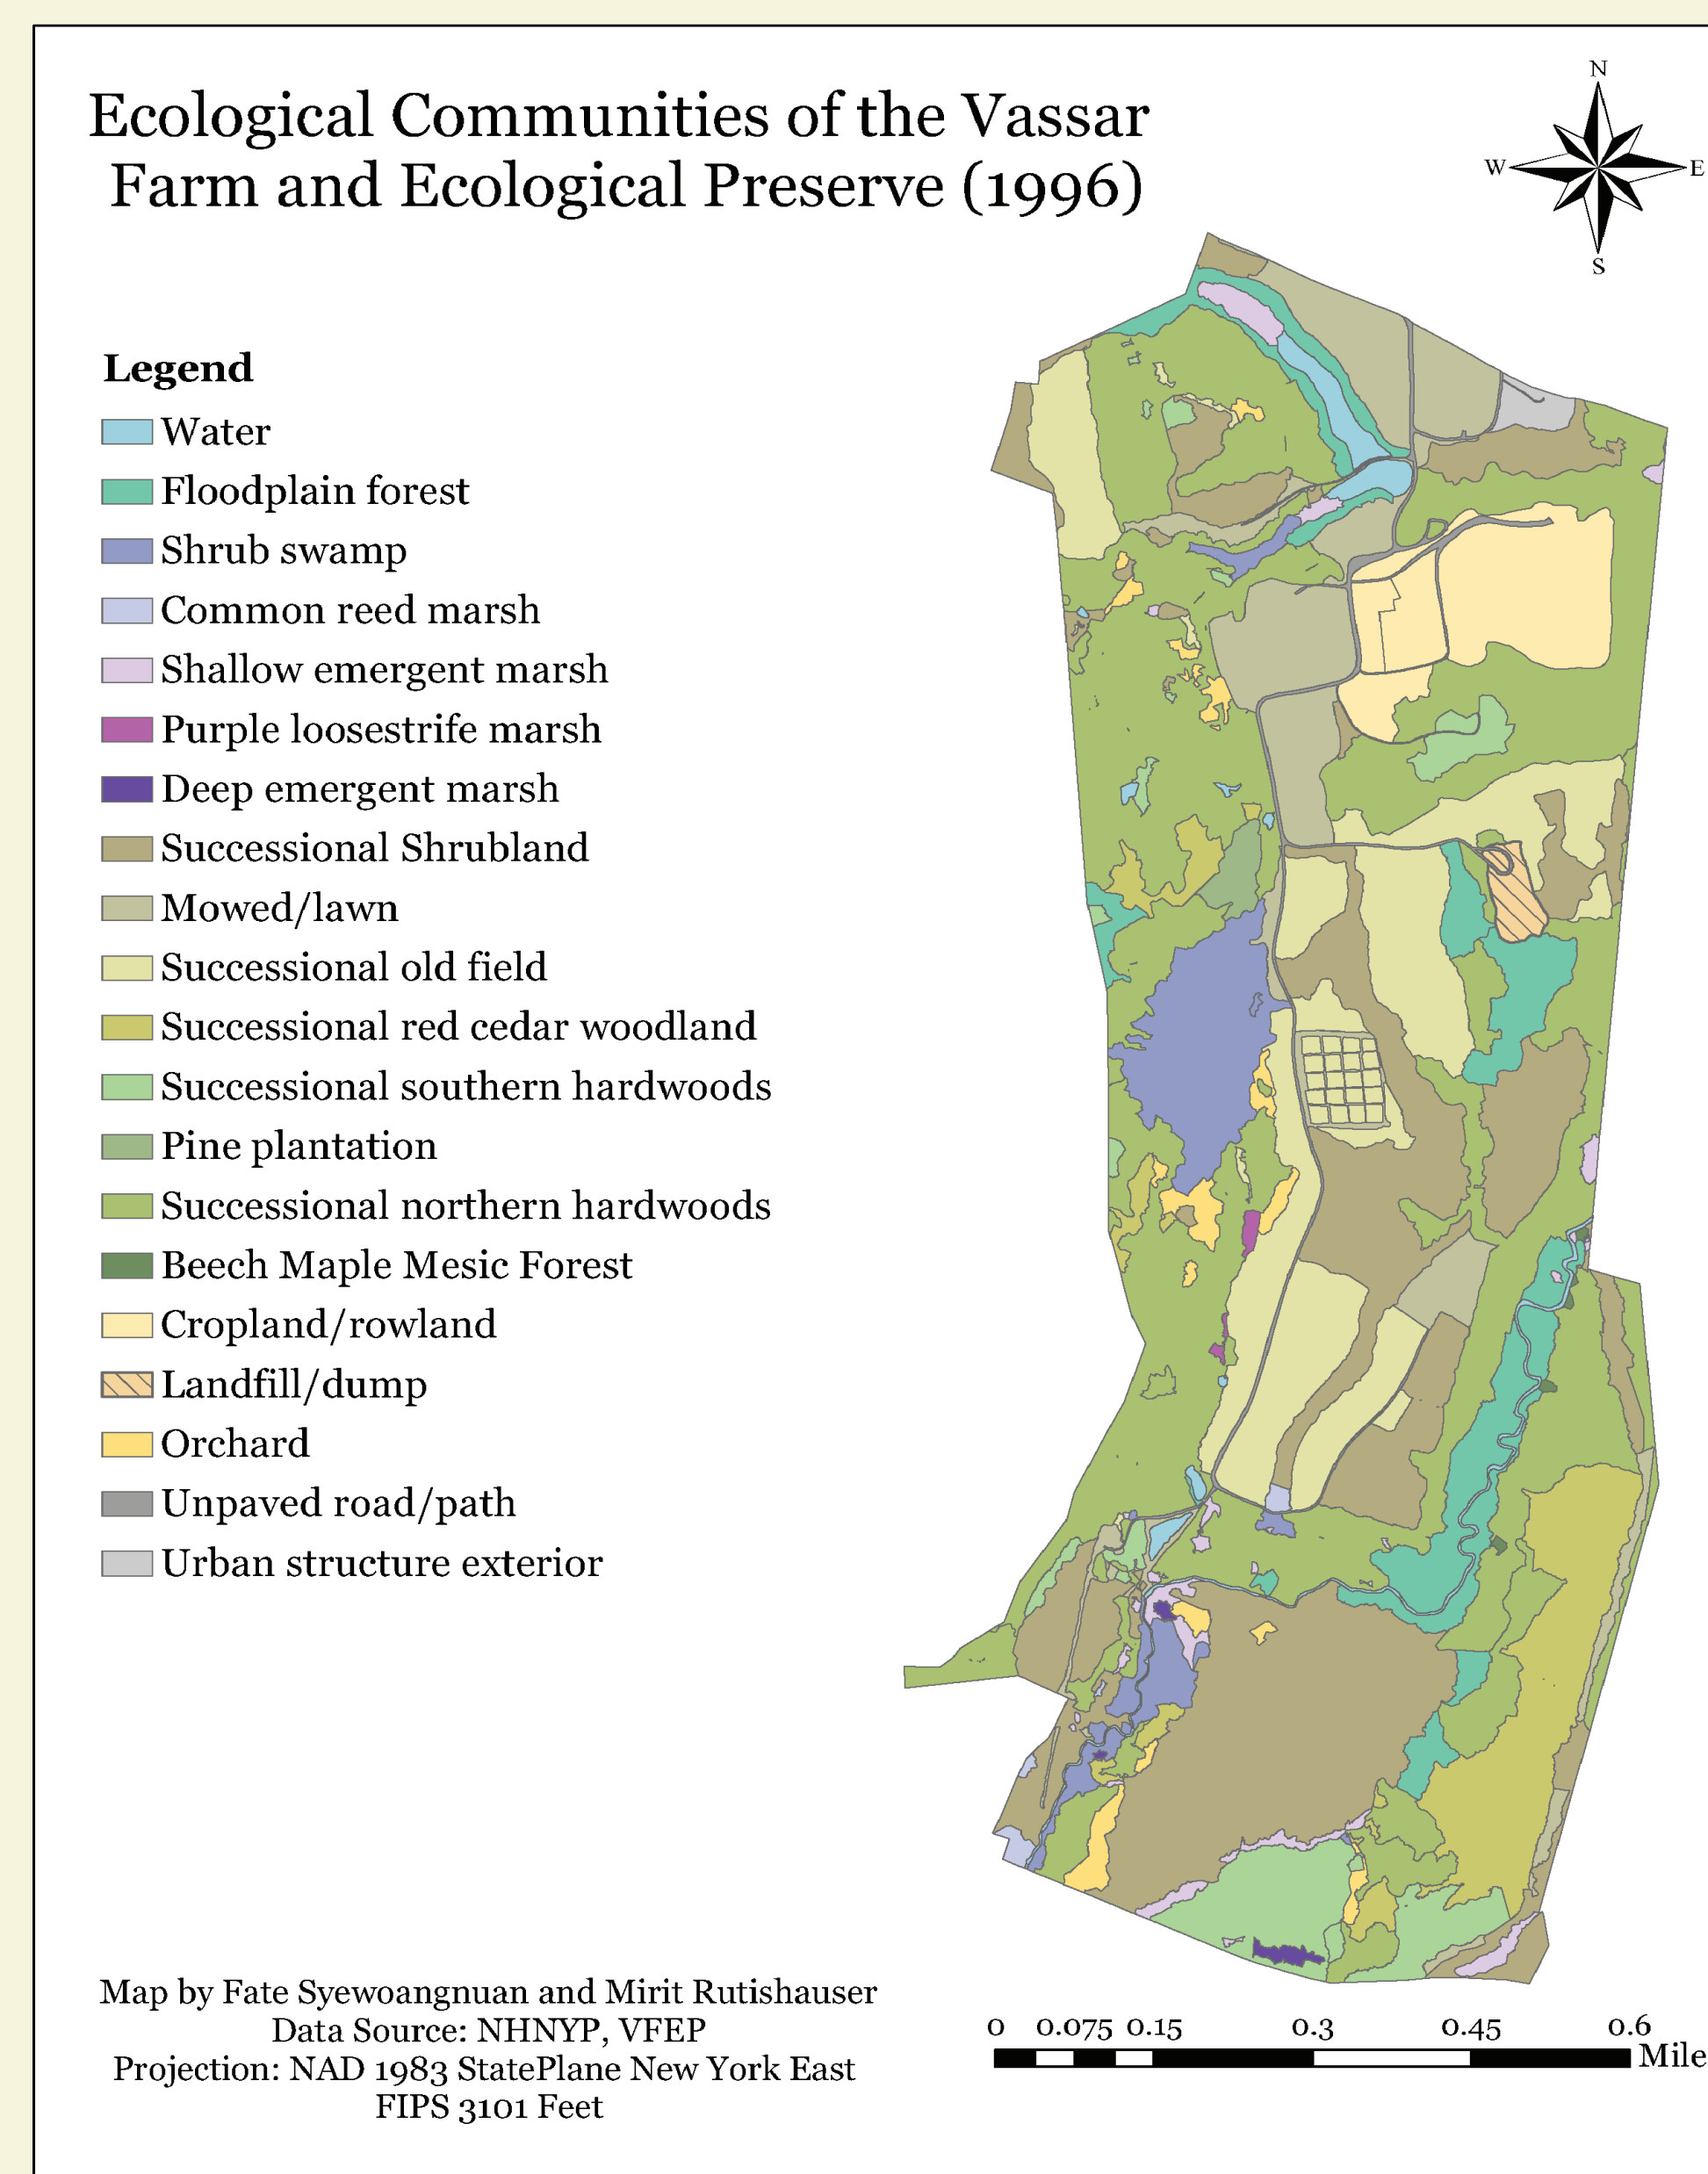 Ecological Communities of the Vassar
Farm and Ecological Preserve (1996)
N
W
E
S
Legend
Water
Floodplain forest
Shrub swamp
Common reed marsh
Shallow emergent marsh
Purple loosestrife marsh
Deep emergent marsh
Successional Shrubland
Mowed/lawn
Successional old field
Successional red cedar woodland
Successional southern hardwoods
Pine plantation
Successional northern hardwoods
Beech Maple Mesic Forest
Cropland/rowland
Landfill/dump
Orchard
Unpaved road/path
Urban structure exterior
Map by Fate Syewoangnuan and Mirit Rutishauser
Data Source: NHNYP, VFEP
Projection: NAD 1983 StatePlane New York East
FIPS 3101 Feet
0 0.075 0.15 0.3 0.45 0.6
Mile